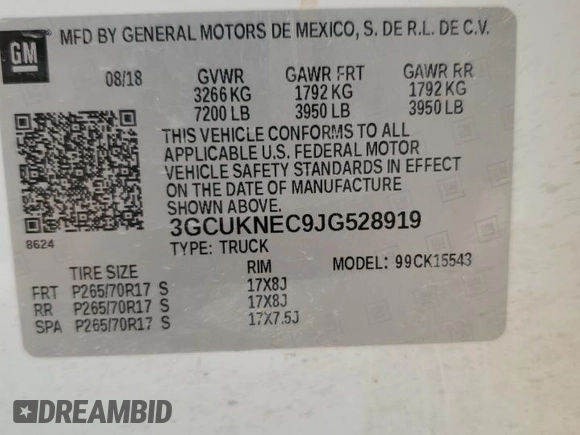 GM
MFD BY GENERAL MOTORS DE MEXICO, S. DE R.L. DE C.V.
08/18 GVWR GAWR FRT GAWR RR
3266 KG 1792 KG 1792 KG
7200 LB 3950 LB 3950 LB
THIS VEHICLE CONFORMS TO ALL
APPLICABLE U.S. FEDERAL MOTOR
VEHICLE SAFETY STANDARDS IN EFFECT
ON THE DATE OF MANUFACTURE
SHOWN ABOVE.
8624
3GCUKNEC9JG528919
TYPE: TRUCK
TIRE SIZE RIM MODEL: 99CK15543
FRT P265/70R17 S 17X8J
RR P265/70R17 S 17X8J
SPA P265/70R17 S 17X7.5J
DREAMBID